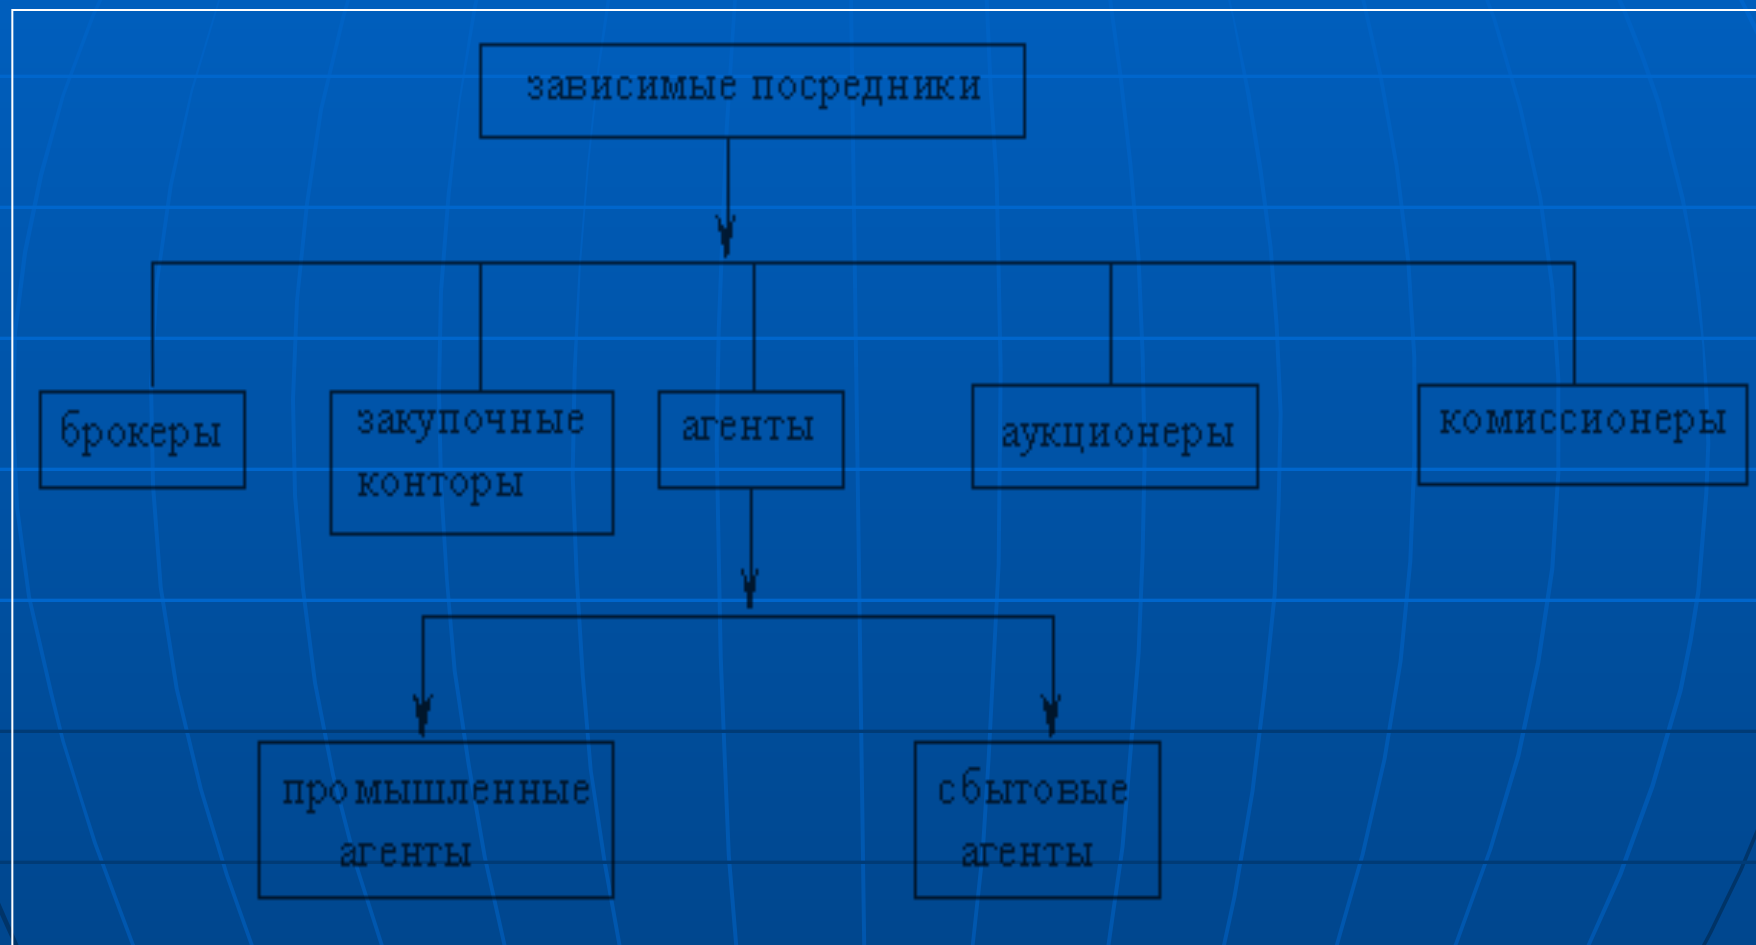 зависимые посредники
брокеры
закупочные
конторы
агенты
аукционеры
комиссионеры
промышленные
агенты
сбытовые
агенты